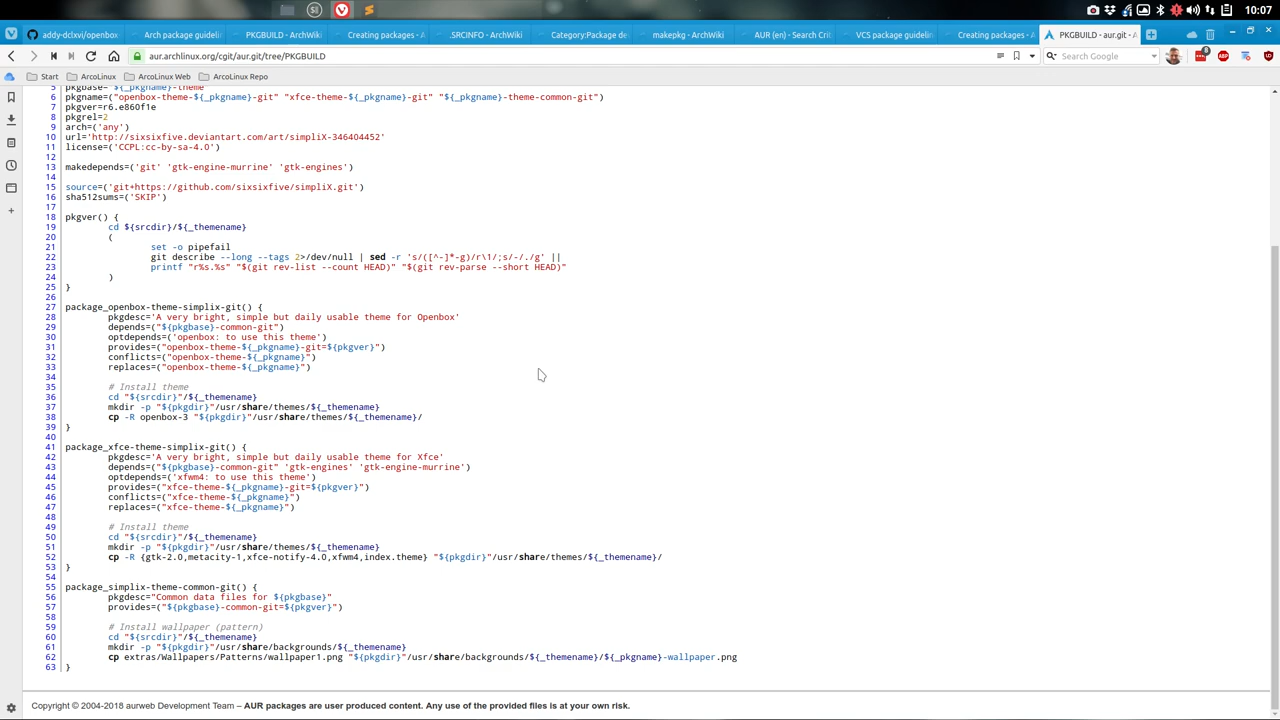 10:07
addy-dclxvi/openbox
Arch package guideli
PKGBUILD - ArchWiki
Creating packages - A
.SRCINFO - ArchWiki
Category:Package de
makepkg - ArchWiki
AUR (en) - Search Crit
VCS package guidelin
Creating packages - A
PKGBUILD - aur.git - A
aur.archlinux.org/cgit/aur.git/tree/PKGBUILD
Search Google
8
Start
ArcoLinux
ArcoLinux Web
ArcoLinux Repo
5 pkgbase="${_pkgname}-theme"
6 pkgname=("openbox-theme-${_pkgname}-git" "xfce-theme-${_pkgname}-git" "${_pkgname}-theme-common-git")
7 pkgver=r6.e860f1e
8 pkgrel=2
9 arch=('any')
10 url='http://sixsixfive.deviantart.com/art/simpliX-346404452'
11 license=('CCPL:cc-by-sa-4.0')
12
13 makedepends=('git' 'gtk-engine-murrine' 'gtk-engines')
14
15 source=('git+https://github.com/sixsixfive/simpliX.git')
16 sha512sums=('SKIP')
17
18 pkgver() {
19 cd ${srcdir}/${_themename}
20 (
21 set -o pipefail
22 git describe --long --tags 2>/dev/null | sed -r 's/([^-]*-g)/r\1/;s/-/./g' ||
23 printf "r%s.%s" "$(git rev-list --count HEAD)" "$(git rev-parse --short HEAD)"
24 )
25 }
26
27 package_openbox-theme-simplix-git() {
28 pkgdesc='A very bright, simple but daily usable theme for Openbox'
29 depends=("${pkgbase}-common-git")
30 optdepends=('openbox: to use this theme')
31 provides=("openbox-theme-${_pkgname}-git=${pkgver}")
32 conflicts=("openbox-theme-${_pkgname}")
33 replaces=("openbox-theme-${_pkgname}")
34
35 # Install theme
36 cd "${srcdir}"/${_themename}
37 mkdir -p "${pkgdir}"/usr/share/themes/${_themename}
38 cp -R openbox-3 "${pkgdir}"/usr/share/themes/${_themename}/
39 }
40
41 package_xfce-theme-simplix-git() {
42 pkgdesc='A very bright, simple but daily usable theme for Xfce'
43 depends=("${pkgbase}-common-git" 'gtk-engines' 'gtk-engine-murrine')
44 optdepends=('xfwm4: to use this theme')
45 provides=("xfce-theme-${_pkgname}-git=${pkgver}")
46 conflicts=("xfce-theme-${_pkgname}")
47 replaces=("xfce-theme-${_pkgname}")
48
49 # Install theme
50 cd "${srcdir}"/${_themename}
51 mkdir -p "${pkgdir}"/usr/share/themes/${_themename}
52 cp -R {gtk-2.0,metacity-1,xfce-notify-4.0,xfwm4,index.theme} "${pkgdir}"/usr/share/themes/${_themename}/
53 }
54
55 package_simplix-theme-common-git() {
56 pkgdesc="Common data files for ${pkgbase}"
57 provides=("${pkgbase}-common-git=${pkgver}")
58
59 # Install wallpaper (pattern)
60 cd "${srcdir}"/${_themename}
61 mkdir -p "${pkgdir}"/usr/share/backgrounds/${_themename}
62 cp extras/Wallpapers/Patterns/wallpaper1.png "${pkgdir}"/usr/share/backgrounds/${_themename}/${_pkgname}-wallpaper.png
63 }
Copyright © 2004-2018 aurweb Development Team – AUR packages are user produced content. Any use of the provided files is at your own risk.